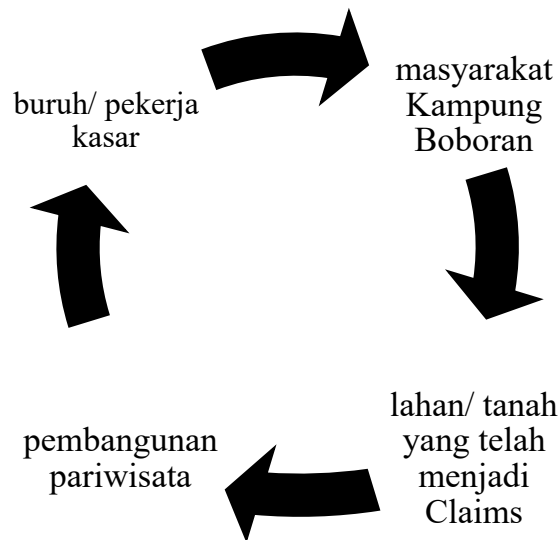 buruh/ pekerja
kasar
masyarakat
Kampung
Boboran
lahan/ tanah
yang telah
menjadi
Claims
pembangunan
pariwisata